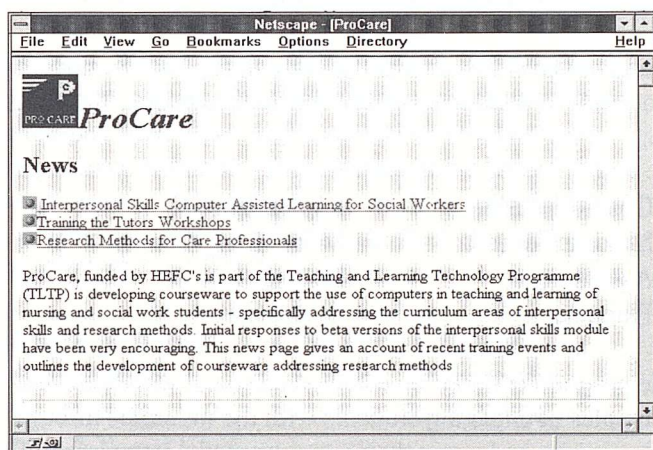 Netscape - [ProCare]
File Edit View Go Bookmarks Options Directory Help
PRO CARE ProCare
News
Interpersonal Skills Computer Assisted Learning for Social Workers
Training the Tutors Workshops
Research Methods for Care Professionals
ProCare, funded by HEFC's is part of the Teaching and Learning Technology Programme
(TLTP) is developing courseware to support the use of computers in teaching and learning of
nursing and social work students - specifically addressing the curriculum areas of interpersonal
skills and research methods. Initial responses to beta versions of the interpersonal skills module
have been very encouraging. This news page gives an account of recent training events and
outlines the development of courseware addressing research methods